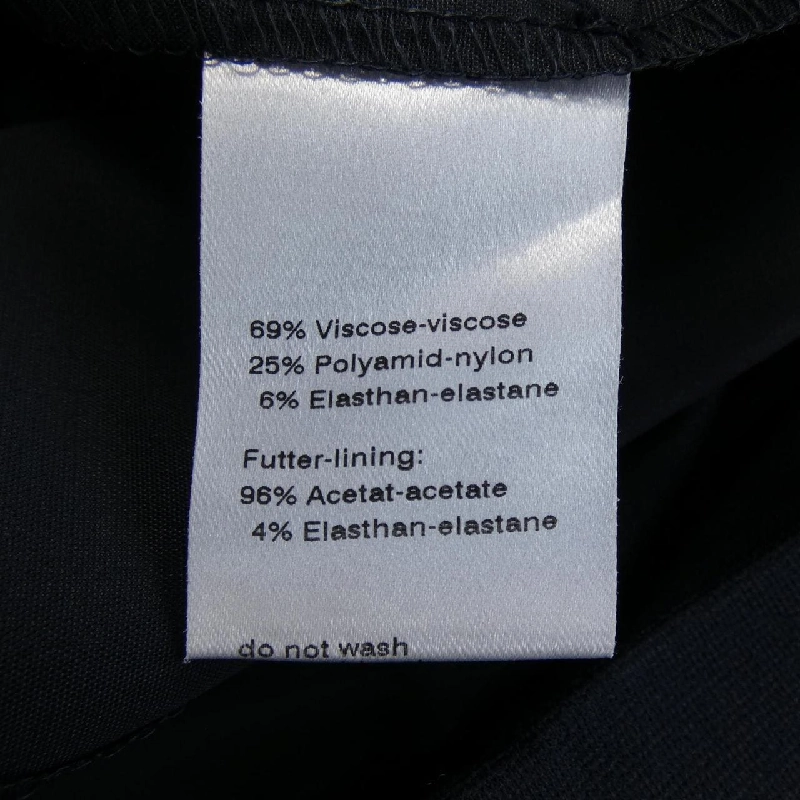 69% Viscose-viscose
25% Polyamid-nylon
6% Elasthan-elastane
Futter-lining:
96% Acetat-acetate
4% Elasthan-elastane
do not wash